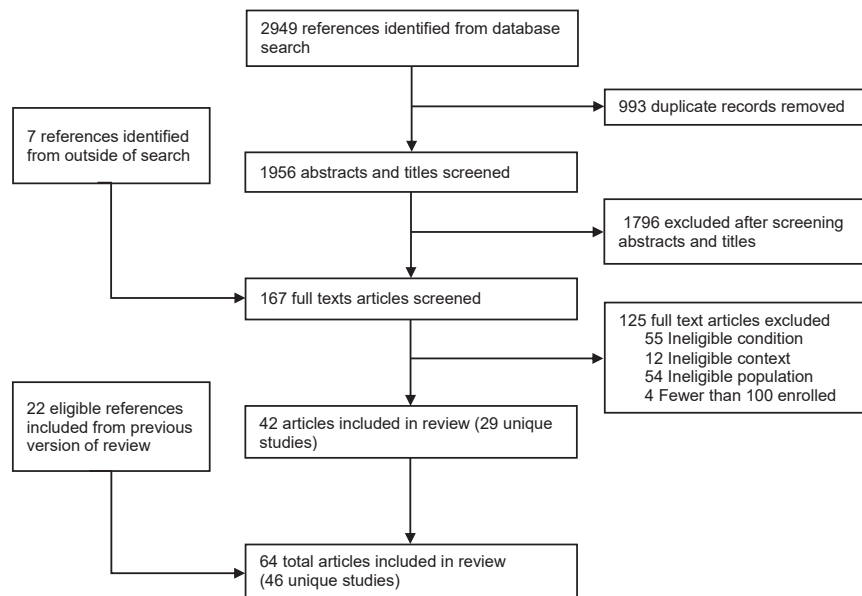 2949 references identified from database
search
993 duplicate records removed
7 references identified
from outside of search
1956 abstracts and titles screened
1796 excluded after screening
abstracts and titles
167 full texts articles screened
125 full text articles excluded
55 Ineligible condition
12 Ineligible context
54 Ineligible population
4 Fewer than 100 enrolled
22 eligible references
included from previous
version of review
42 articles included in review (29 unique
studies)
64 total articles included in review
(46 unique studies)